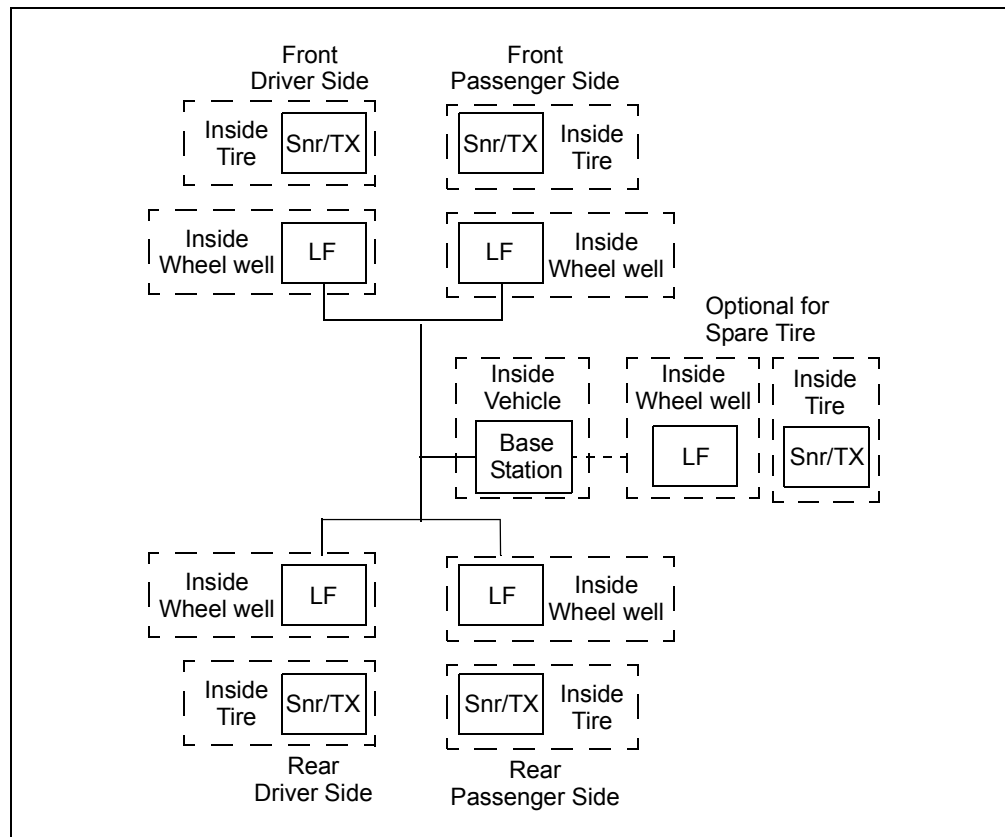 Front
Driver Side
Front
Passenger Side
Inside
Tire
Snr/TX
Snr/TX
Inside
Tire
Inside
Wheel well
LF
LF
Inside
Wheel well
Optional for
Spare Tire
Inside
Vehicle
Base
Station
Inside
Wheel well
LF
Inside
Tire
Snr/TX
Inside
Wheel well
LF
LF
Inside
Wheel well
Inside
Tire
Snr/TX
Snr/TX
Inside
Tire
Rear
Driver Side
Rear
Passenger Side